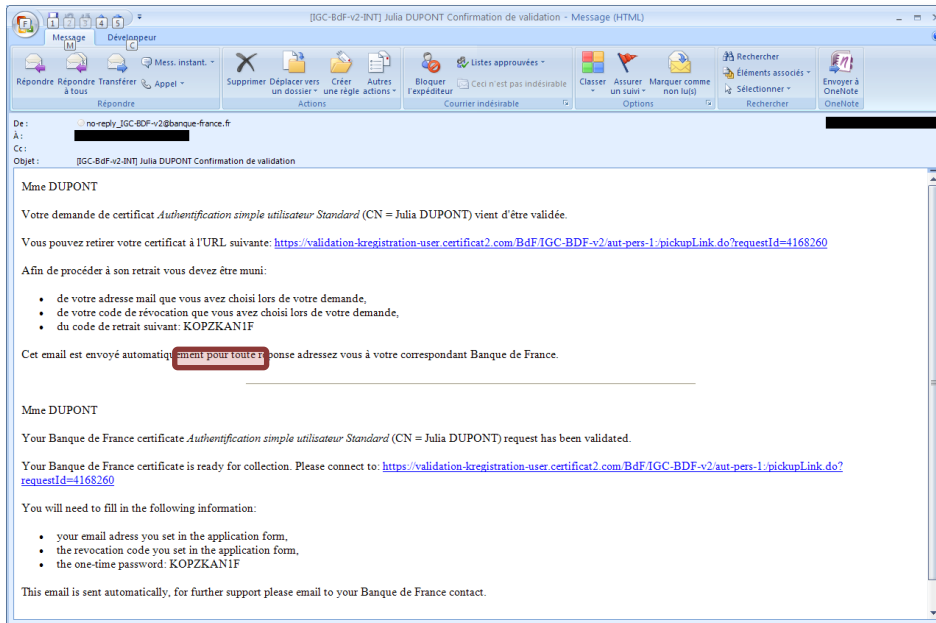 [IGC-BdF-v2-INT] Julia DUPONT Confirmation de validation - Message (HTML)
1 2 3 4 5
Message Développeur
M C
Répondre Répondre à tous Transférer Mess. instant. Appel
Supprimer Déplacer vers un dossier Créer une règle Autres actions
Bloquer l'expéditeur Listes approuvées Ceci n'est pas indésirable
Classer Assurer un suivi Marquer comme non lu(s)
Rechercher Éléments associés Sélectionner
Envoyer à OneNote
Répondre Actions Courrier indésirable Options Rechercher OneNote
De : no-reply_IGC-BDF-v2@banque-france.fr
À :
Cc :
Objet : [IGC-BdF-v2-INT] Julia DUPONT Confirmation de validation
Mme DUPONT
Votre demande de certificat Authentification simple utilisateur Standard (CN = Julia DUPONT) vient d'être validée.
Vous pouvez retirer votre certificat à l'URL suivante: https://validation-kregistration-user.certificat2.com/BdF/IGC-BDF-v2/aut-pers-1:/pickupLink.do?requestId=4168260
Afin de procéder à son retrait vous devez être muni:
• de votre adresse mail que vous avez choisi lors de votre demande,
• de votre code de révocation que vous avez choisi lors de votre demande,
• du code de retrait suivant: KOPZKAN1F
Cet email est envoyé automatiquement pour toute réponse adressez vous à votre correspondant Banque de France.
Mme DUPONT
Your Banque de France certificate Authentification simple utilisateur Standard (CN = Julia DUPONT) request has been validated.
Your Banque de France certificate is ready for collection. Please connect to: https://validation-kregistration-user.certificat2.com/BdF/IGC-BDF-v2/aut-pers-1:/pickupLink.do?
requestId=4168260
You will need to fill in the following information:
• your email adress you set in the application form,
• the revocation code you set in the application form,
• the one-time password: KOPZKAN1F
This email is sent automatically, for further support please email to your Banque de France contact.